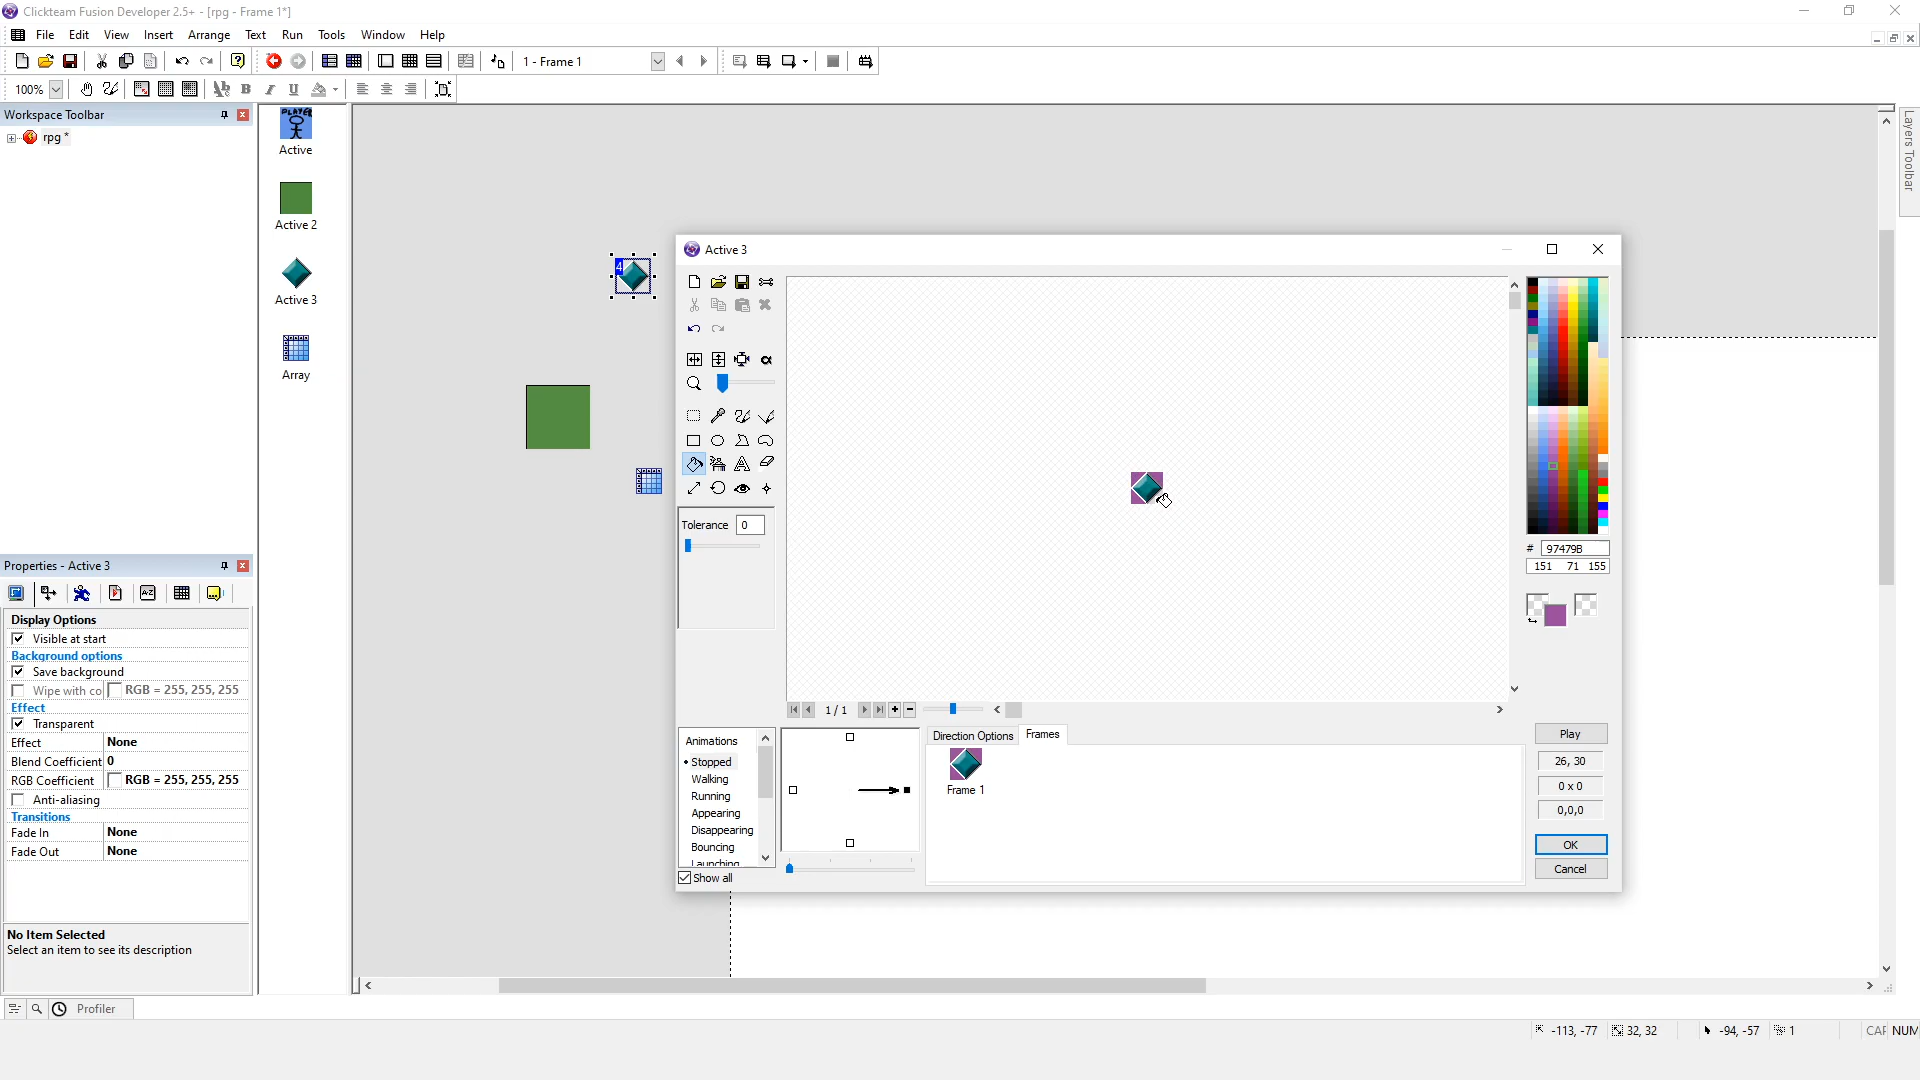 Clickteam Fusion Developer 2.5+ - [rpg - Frame 1*]
File Edit View Insert Arrange Text Run Tools Window Help
1 - Frame 1
100%
Workspace Toolbar
rpg *
PLAYER
Active
Active 2
Active 3
Array
4
Layers Toolbar
Active 3
Tolerance 0
# 97479B
151 71 155
1 / 1
Animations
Stopped
Walking
Running
Appearing
Disappearing
Bouncing
Launching
Show all
Direction Options Frames
Frame 1
Play
26, 30
0 x 0
0,0,0
OK
Cancel
Properties - Active 3
Display Options
Visible at start
Background options
Save background
Wipe with co RGB = 255, 255, 255
Effect
Transparent
Effect None
Blend Coefficient 0
RGB Coefficient RGB = 255, 255, 255
Anti-aliasing
Transitions
Fade In None
Fade Out None
No Item Selected
Select an item to see its description
Profiler
-113, -77 32, 32 -94, -57 1 CAP NUM